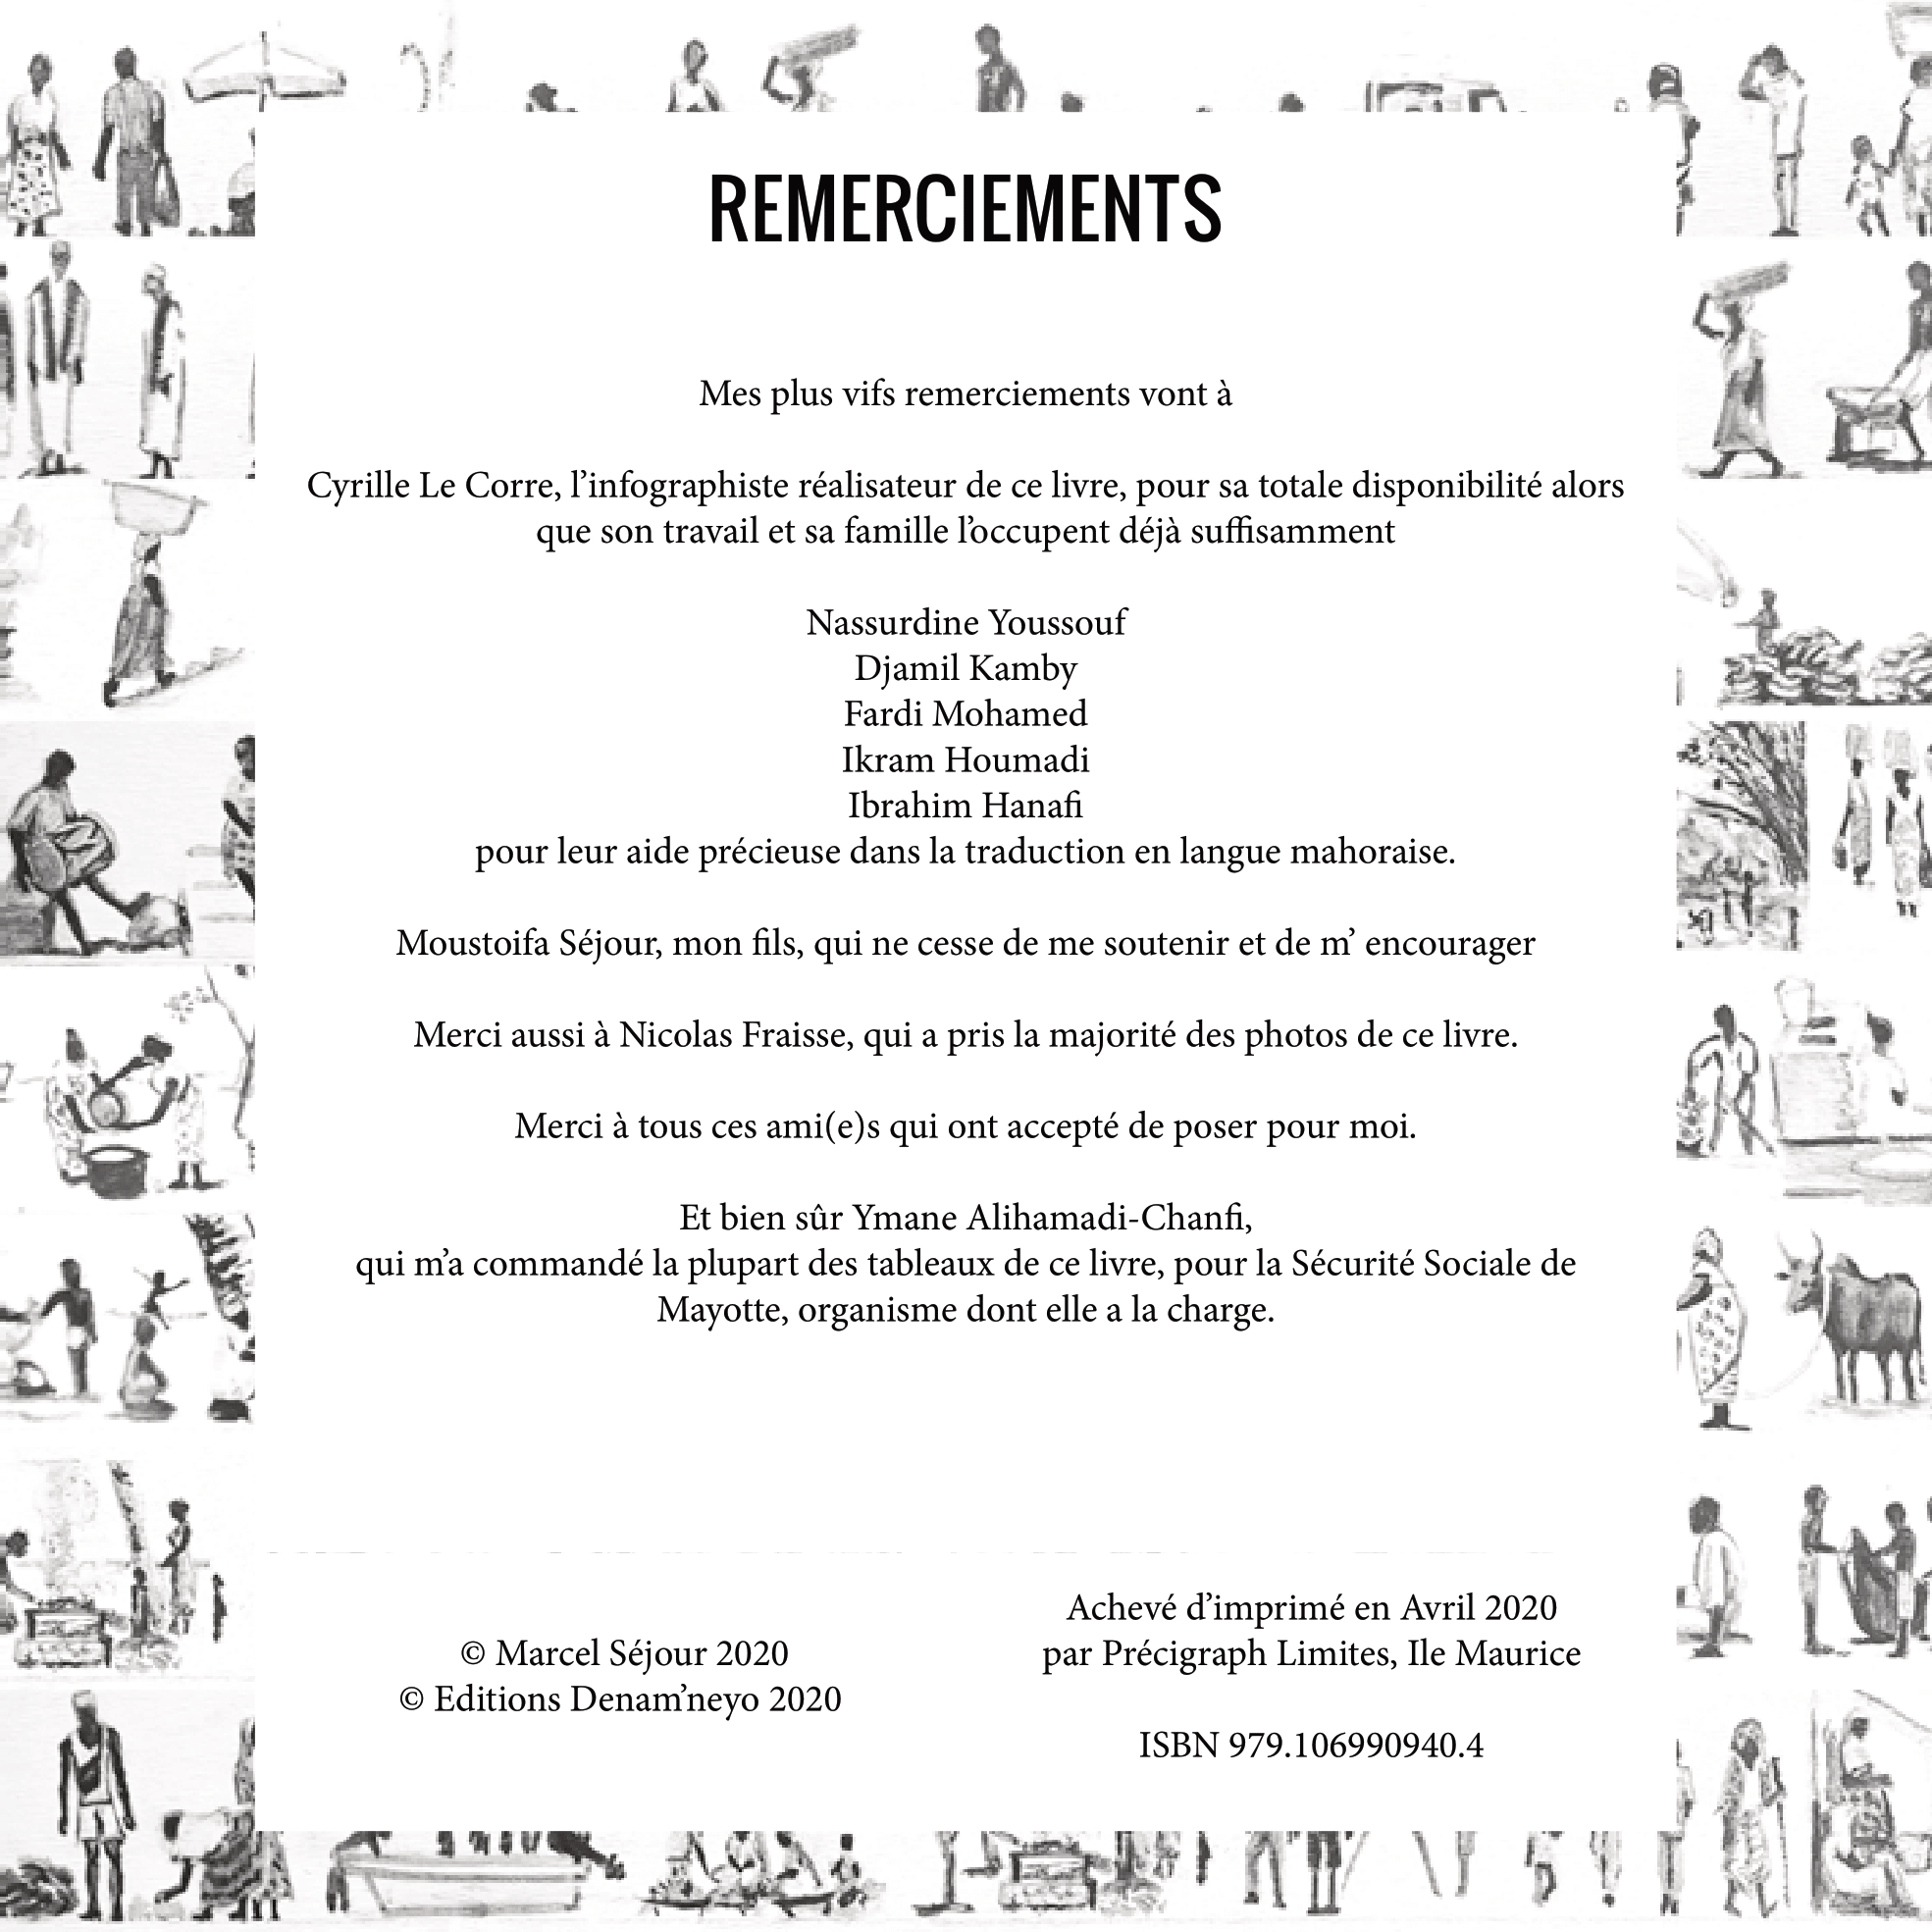 REMERCIEMENTS
Mes plus vifs remerciements vont à
Cyrille Le Corre, l’infographiste réalisateur de ce livre, pour sa totale disponibilité alors
que son travail et sa famille l’occupent déjà suffisamment
Nassurdine Youssouf
Djamil Kamby
Fardi Mohamed
Ikram Houmadi
Ibrahim Hanafi
pour leur aide précieuse dans la traduction en langue mahoraise.
Moustoifa Séjour, mon fils, qui ne cesse de me soutenir et de m’ encourager
Merci aussi à Nicolas Fraisse, qui a pris la majorité des photos de ce livre.
Merci à tous ces ami(e)s qui ont accepté de poser pour moi.
Et bien sûr Ymane Alihamadi-Chanfi,
qui m’a commandé la plupart des tableaux de ce livre, pour la Sécurité Sociale de
Mayotte, organisme dont elle a la charge.
© Marcel Séjour 2020
© Editions Denam’neyo 2020
Achevé d’imprimé en Avril 2020
par Précigraph Limites, Ile Maurice
ISBN 979.106990940.4